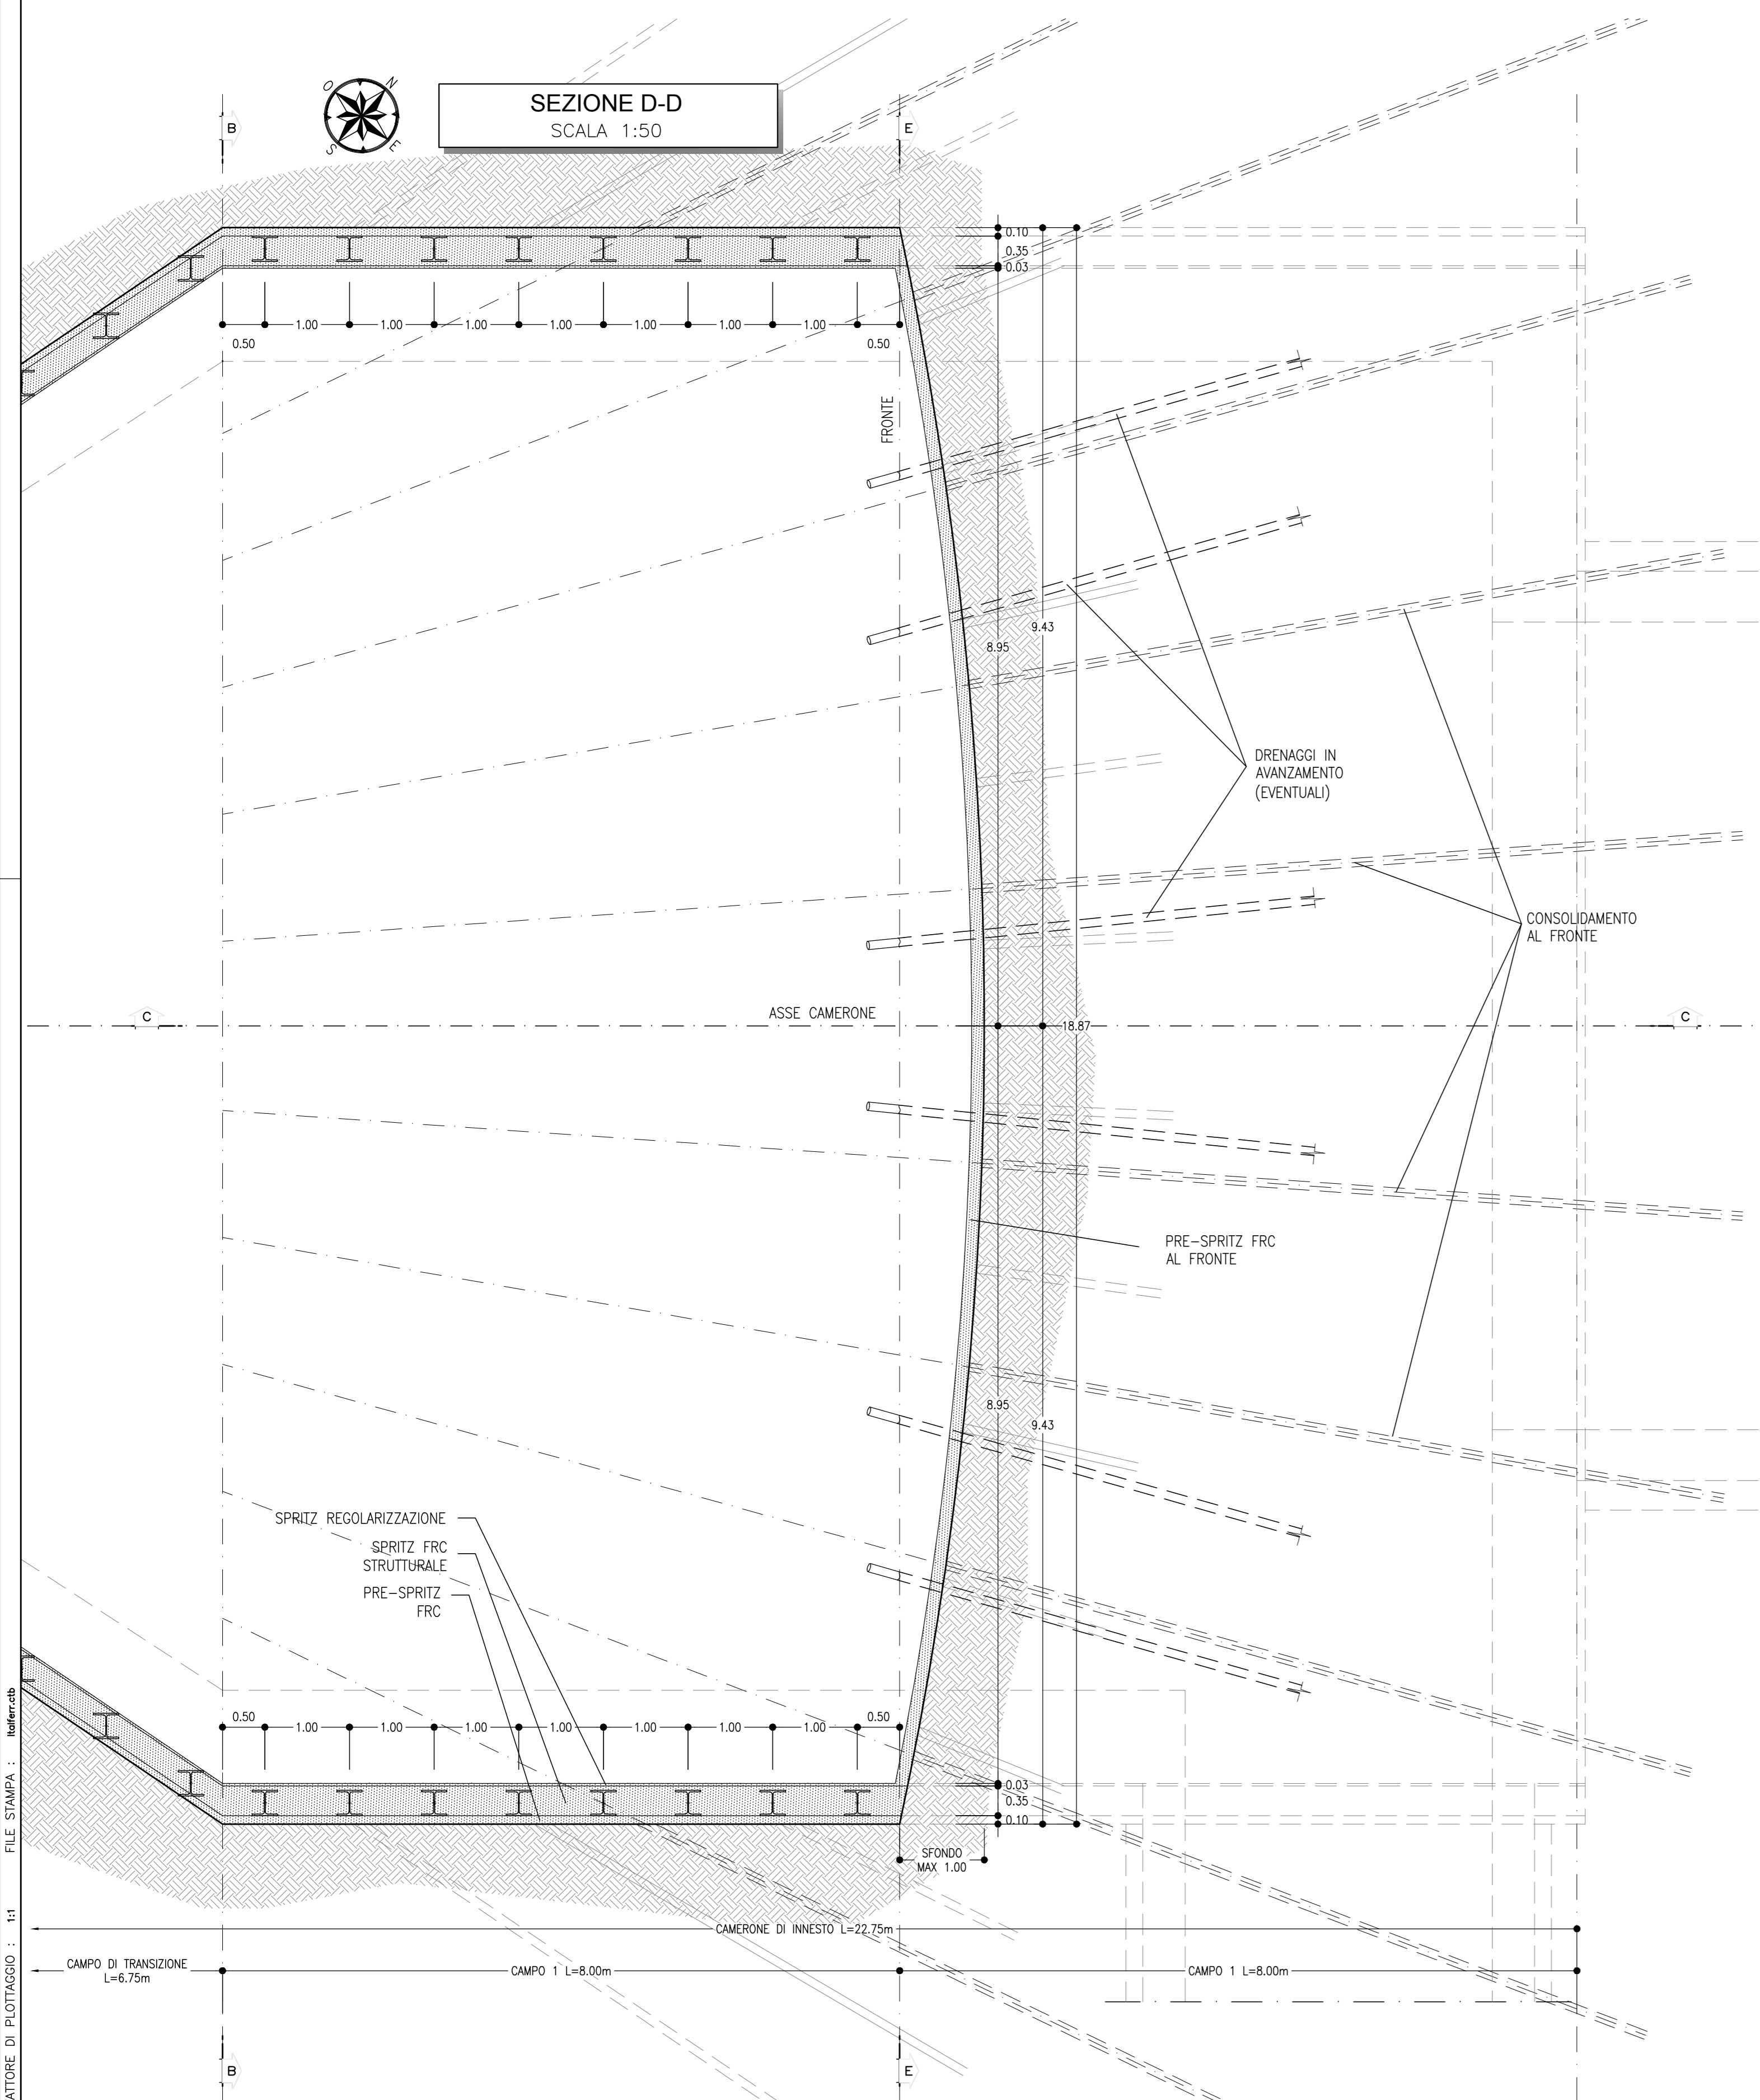 O
N
S
E
SEZIONE D-D
SCALA 1:50
B
E
0.10
0.35
0.03
1.00
1.00
1.00
1.00
1.00
1.00
1.00
0.50
0.50
FRONTE
9.43
8.95
DRENAGGI IN
AVANZAMENTO
(EVENTUALI)
CONSOLIDAMENTO
AL FRONTE
C
ASSE CAMERONE
18.87
C
PRE-SPRITZ FRC
AL FRONTE
8.95
9.43
SPRITZ REGOLARIZZAZIONE
SPRITZ FRC
STRUTTURALE
PRE-SPRITZ
FRC
0.50
1.00
1.00
1.00
1.00
1.00
1.00
1.00
0.50
0.03
0.35
0.10
SFONDO
MAX 1.00
CAMERONE DI INNESTO L=22.75m
CAMPO DI TRANSIZIONE
L=6.75m
CAMPO 1 L=8.00m
CAMPO 1 L=8.00m
B
E
ATTORE DI PLOTTAGGIO : 1:1 FILE STAMPA : Italferr.ctb